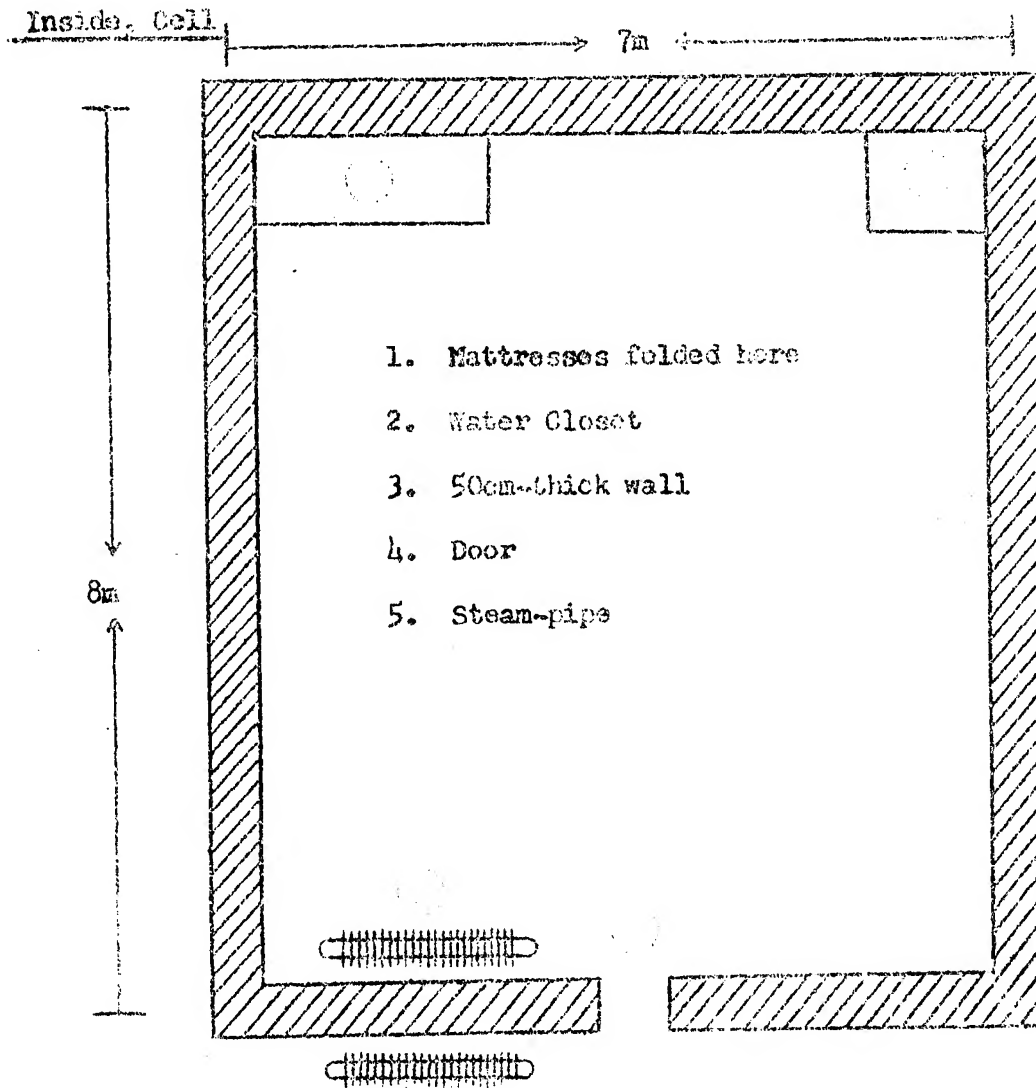 Inside, Cell
7m
1. Mattresses folded here
2. Water Closet
3. 50cm-thick wall
4. Door
8m
5. Steam-pipe